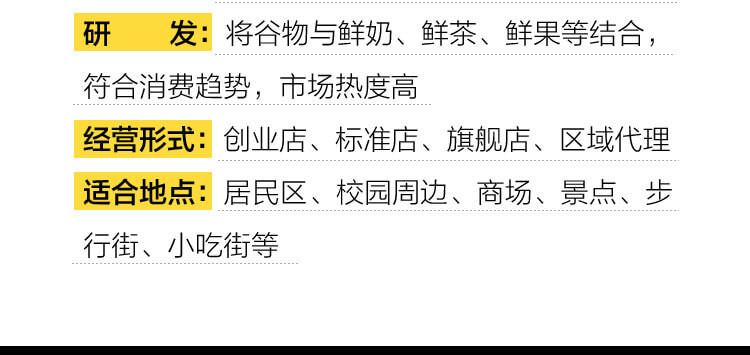 研　　发：将谷物与鲜奶、鲜茶、鲜果等结合，
符合消费趋势，市场热度高
经营形式：创业店、标准店、旗舰店、区域代理
适合地点：居民区、校园周边、商场、景点、步
行街、小吃街等